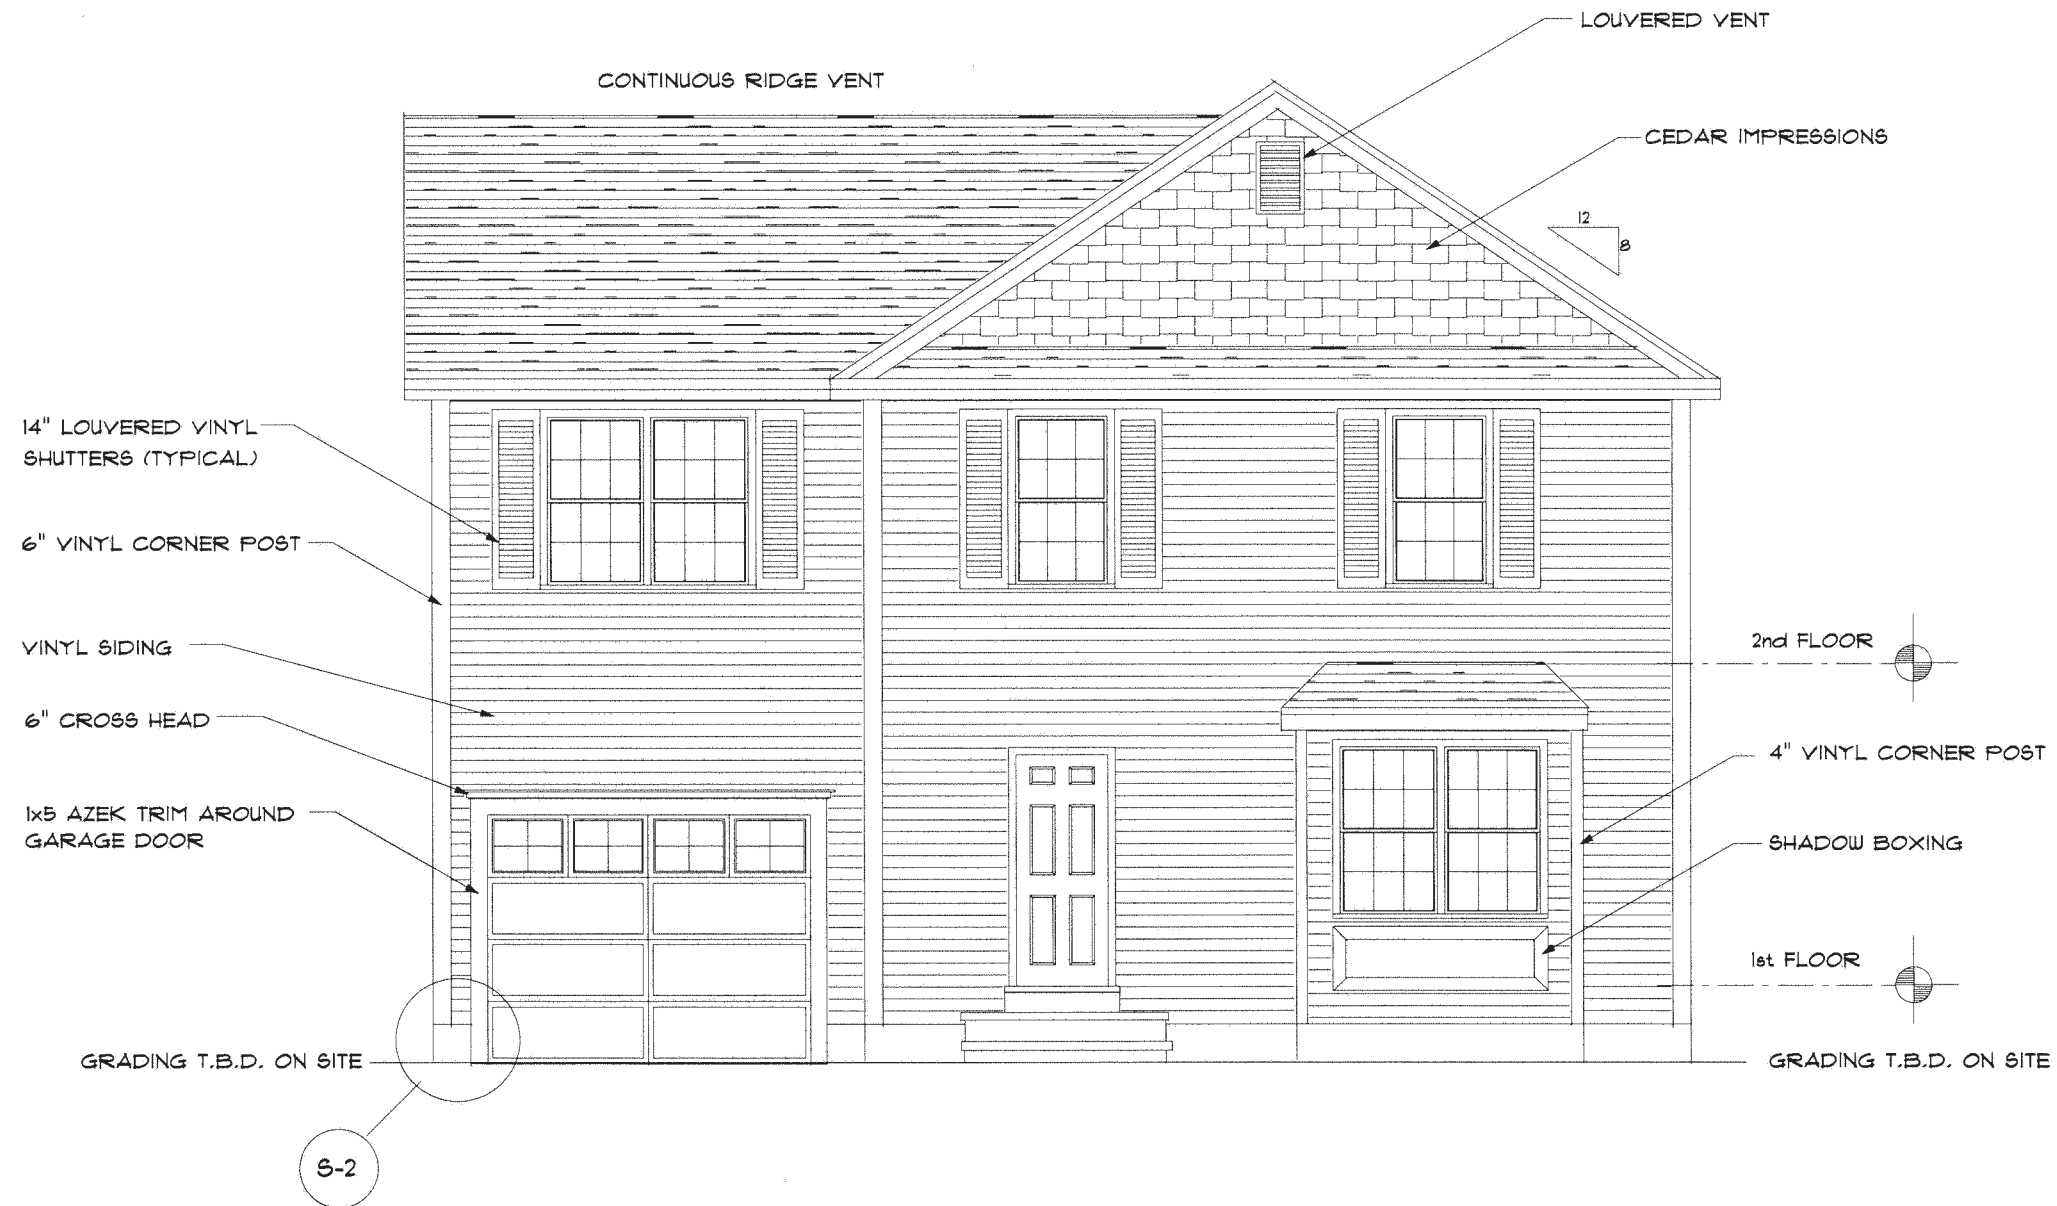 LOUVERED VENT
CONTINUOUS RIDGE VENT
CEDAR IMPRESSIONS
12
8
14" LOUVERED VINYL
SHUTTERS (TYPICAL)
6" VINYL CORNER POST
VINYL SIDING
6" CROSS HEAD
1x5 AZEK TRIM AROUND
GARAGE DOOR
2nd FLOOR
4" VINYL CORNER POST
SHADOW BOXING
1st FLOOR
GRADING T.B.D. ON SITE
GRADING T.B.D. ON SITE
S-2